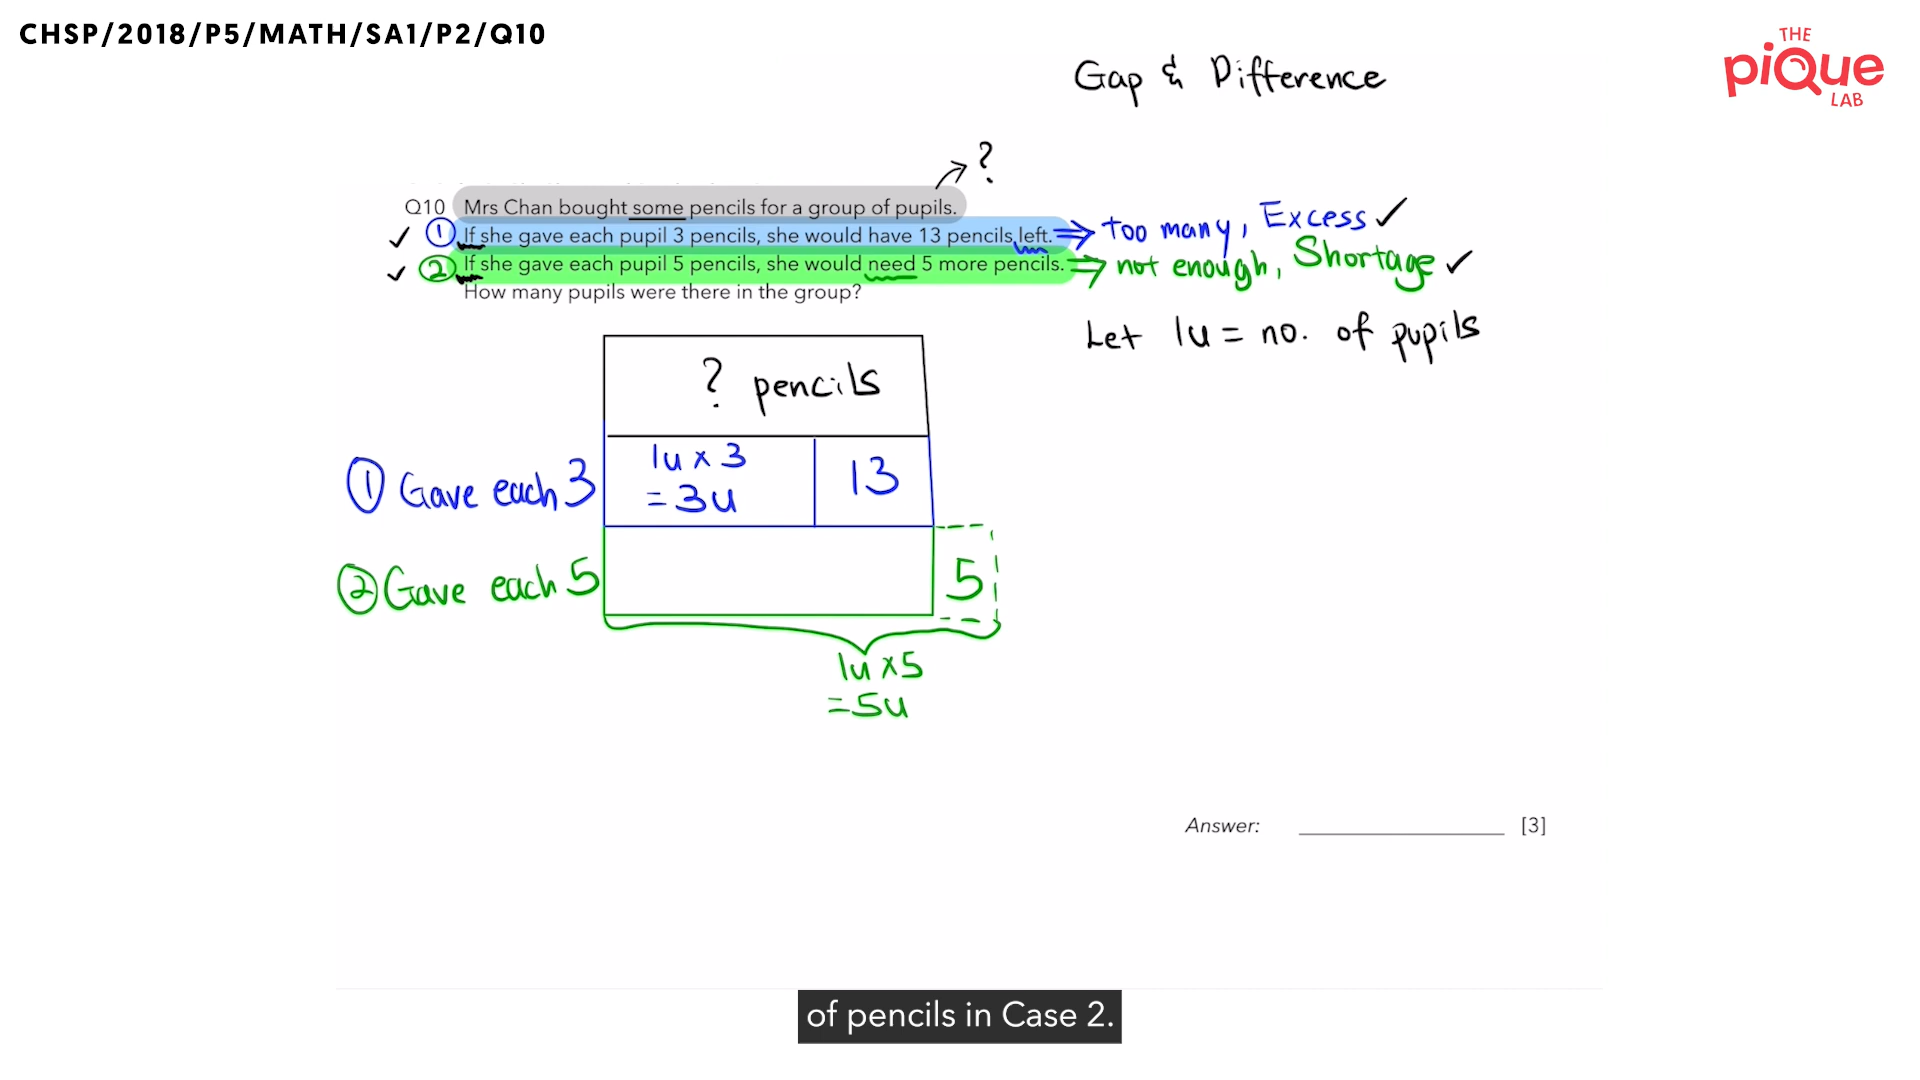 CHSP/2018/P5/MATH/SA1/P2/Q10
THE
piQue
LAB
Gap & Difference
?
Q10 Mrs Chan bought some pencils for a group of pupils.
1 If she gave each pupil 3 pencils, she would have 13 pencils left. ⇒ too many, Excess ✓
2 If she gave each pupil 5 pencils, she would need 5 more pencils. ⇒ not enough, Shortage ✓
How many pupils were there in the group?
Let 1u = no. of pupils
? pencils
1 Gave each 3
1u x 3
= 3u
13
2 Gave each 5
5
1u x 5
= 5u
Answer: ____________ [3]
of pencils in Case 2.